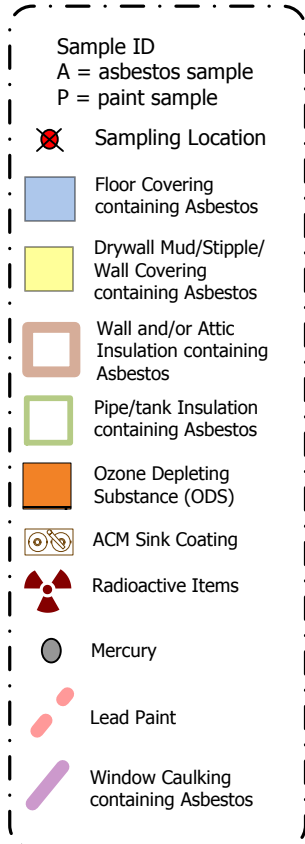 Sample ID
A = asbestos sample
P = paint sample
Sampling Location
Floor Covering
containing Asbestos
Drywall Mud/Stipple/
Wall Covering
containing Asbestos
Wall and/or Attic
Insulation containing
Asbestos
Pipe/tank Insulation
containing Asbestos
Ozone Depleting
Substance (ODS)
ACM Sink Coating
Radioactive Items
Mercury
Lead Paint
Window Caulking
containing Asbestos